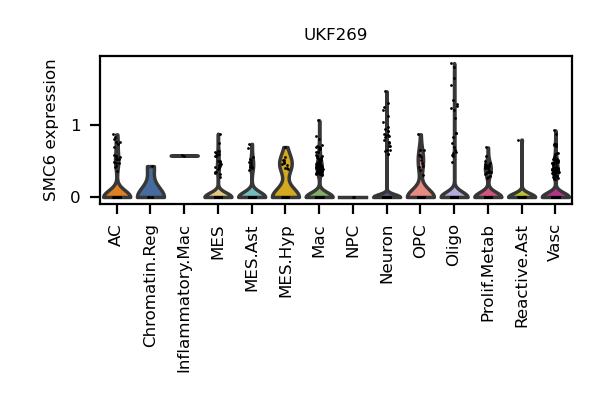 UKF269
SMC6 expression
1
0
AC
Chromatin.Reg
Inflammatory.Mac
MES
MES.Ast
MES.Hyp
Mac
NPC
Neuron
OPC
Oligo
Prolif.Metab
Reactive.Ast
Vasc